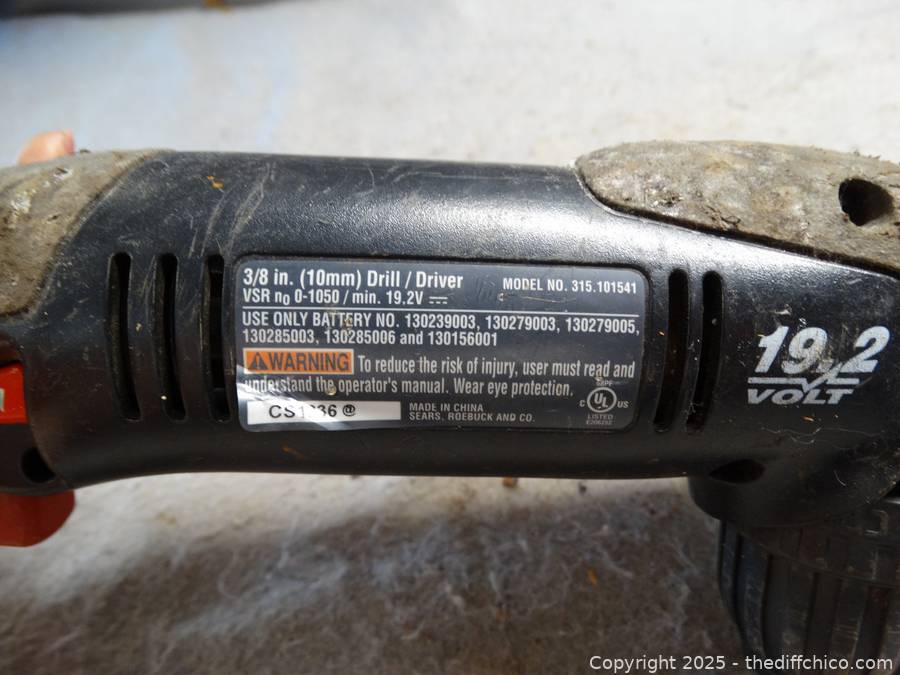 3/8 in. (10mm) Drill / Driver
MODEL NO. 315.101541
VSR n0 0-1050 / min. 19.2V
USE ONLY BATTERY NO. 130239003, 130279003, 130279005,
130285003, 130285006 and 130156001
WARNING To reduce the risk of injury, user must read and
understand the operator's manual. Wear eye protection.
MADE IN CHINA
SEARS, ROEBUCK AND CO.
C UL US
LISTED
19.2
VOLT
Copyright © 2025 - thediffchico.com